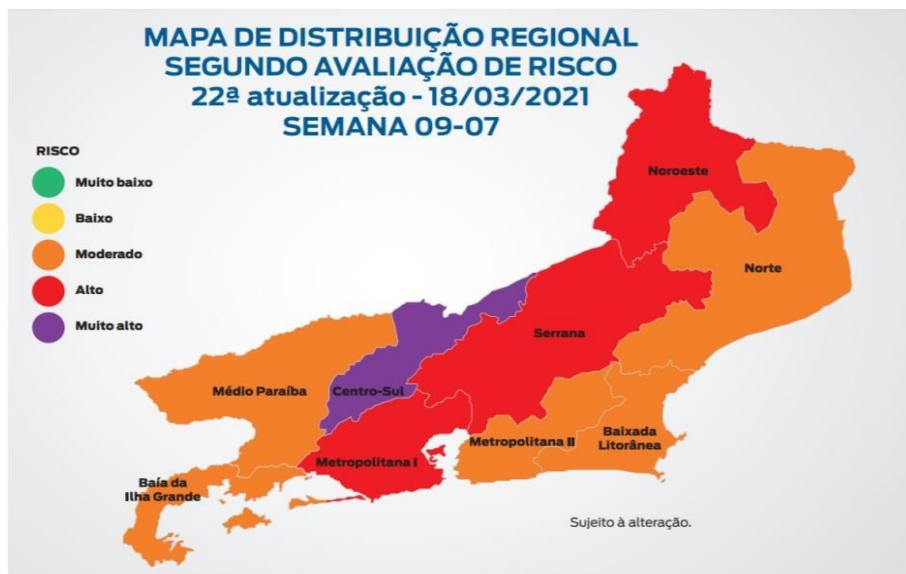 MAPA DE DISTRIBUIÇÃO REGIONAL
SEGUNDO AVALIAÇÃO DE RISCO
22ª atualização - 18/03/2021
SEMANA 09-07
RISCO
Muito baixo
Baixo
Moderado
Alto
Muito alto
Noroeste
Norte
Serrana
Médio Paraíba
Centro-Sul
Metropolitana I
Metropolitana II
Baixada
Litorânea
Baía da
Ilha Grande
Sujeito à alteração.